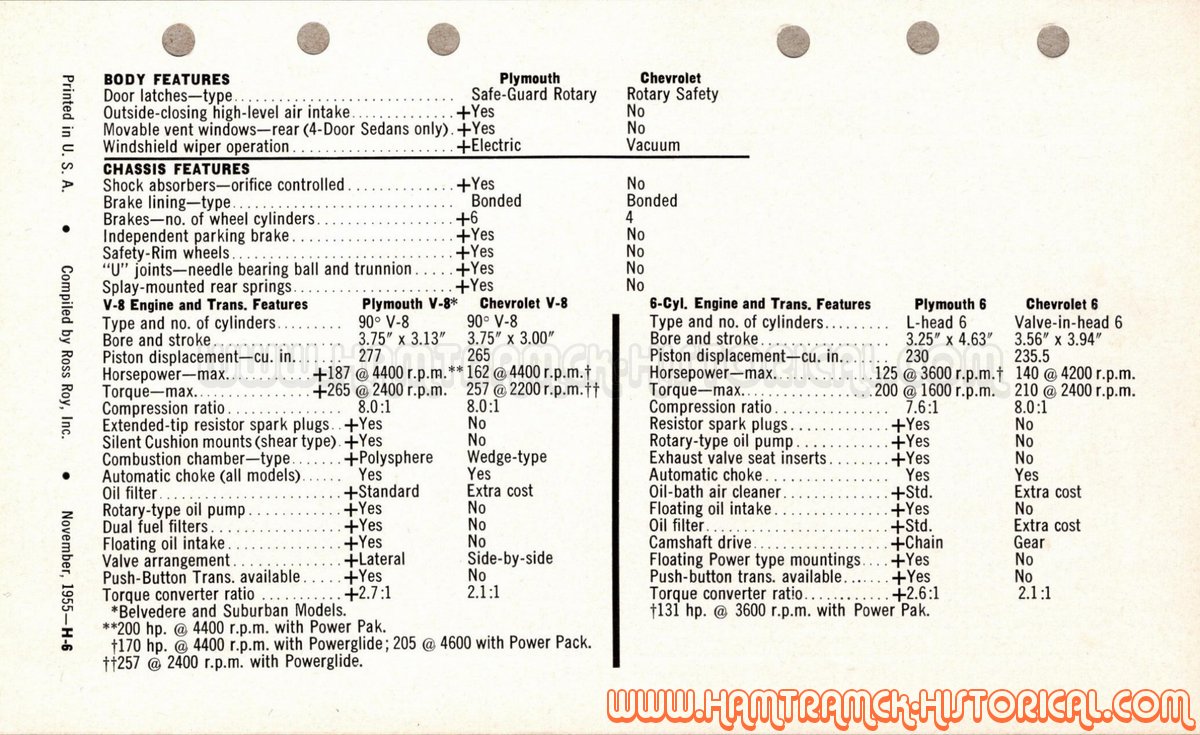 BODY FEATURES Plymouth Chevrolet
Door latches—type Safe-Guard Rotary Rotary Safety
Outside-closing high-level air intake +Yes No
Movable vent windows—rear (4-Door Sedans only). +Yes No
Windshield wiper operation +Electric Vacuum
CHASSIS FEATURES
Shock absorbers—orifice controlled +Yes No
Brake lining—type Bonded Bonded
Brakes—no. of wheel cylinders +6 4
Independent parking brake +Yes No
Safety-Rim wheels +Yes No
"U" joints—needle bearing ball and trunnion +Yes No
Splay-mounted rear springs +Yes No
V-8 Engine and Trans. Features Plymouth V-8* Chevrolet V-8
Type and no. of cylinders 90° V-8 90° V-8
Bore and stroke 3.75" x 3.13" 3.75" x 3.00"
Piston displacement—cu. in. 277 265
Horsepower—max. +187 @ 4400 r.p.m.** 162 @ 4400 r.p.m.†
Torque—max. +265 @ 2400 r.p.m. 257 @ 2200 r.p.m.††
Compression ratio 8.0:1 8.0:1
Extended-tip resistor spark plugs +Yes No
Silent Cushion mounts (shear type). +Yes No
Combustion chamber—type +Polysphere Wedge-type
Automatic choke (all models) Yes Yes
Oil filter +Standard Extra cost
Rotary-type oil pump +Yes No
Dual fuel filters +Yes No
Floating oil intake +Yes No
Valve arrangement +Lateral Side-by-side
Push-Button Trans. available +Yes No
Torque converter ratio +2.7:1 2.1:1
*Belvedere and Suburban Models.
**200 hp. @ 4400 r.p.m. with Power Pak.
†170 hp. @ 4400 r.p.m. with Powerglide; 205 @ 4600 with Power Pack.
††257 @ 2400 r.p.m. with Powerglide.
6-Cyl. Engine and Trans. Features Plymouth 6 Chevrolet 6
Type and no. of cylinders L-head 6 Valve-in-head 6
Bore and stroke 3.25" x 4.63" 3.56" x 3.94"
Piston displacement—cu. in. 230 235.5
Horsepower—max. 125 @ 3600 r.p.m.† 140 @ 4200 r.p.m.
Torque—max. 200 @ 1600 r.p.m. 210 @ 2400 r.p.m.
Compression ratio 7.6:1 8.0:1
Resistor spark plugs +Yes No
Rotary-type oil pump +Yes No
Exhaust valve seat inserts +Yes No
Automatic choke Yes Yes
Oil-bath air cleaner +Std. Extra cost
Floating oil intake +Yes No
Oil filter +Std. Extra cost
Camshaft drive +Chain Gear
Floating Power type mountings +Yes No
Push-button trans. available +Yes No
Torque converter ratio +2.6:1 2.1:1
†131 hp. @ 3600 r.p.m. with Power Pak.
Printed in U. S. A. • Compiled by Ross Roy, Inc. • November, 1955—H-6
www.HAMTRAMCK-HISTORICAL.COM
www.HAMTRAMCK-HISTORICAL.COM